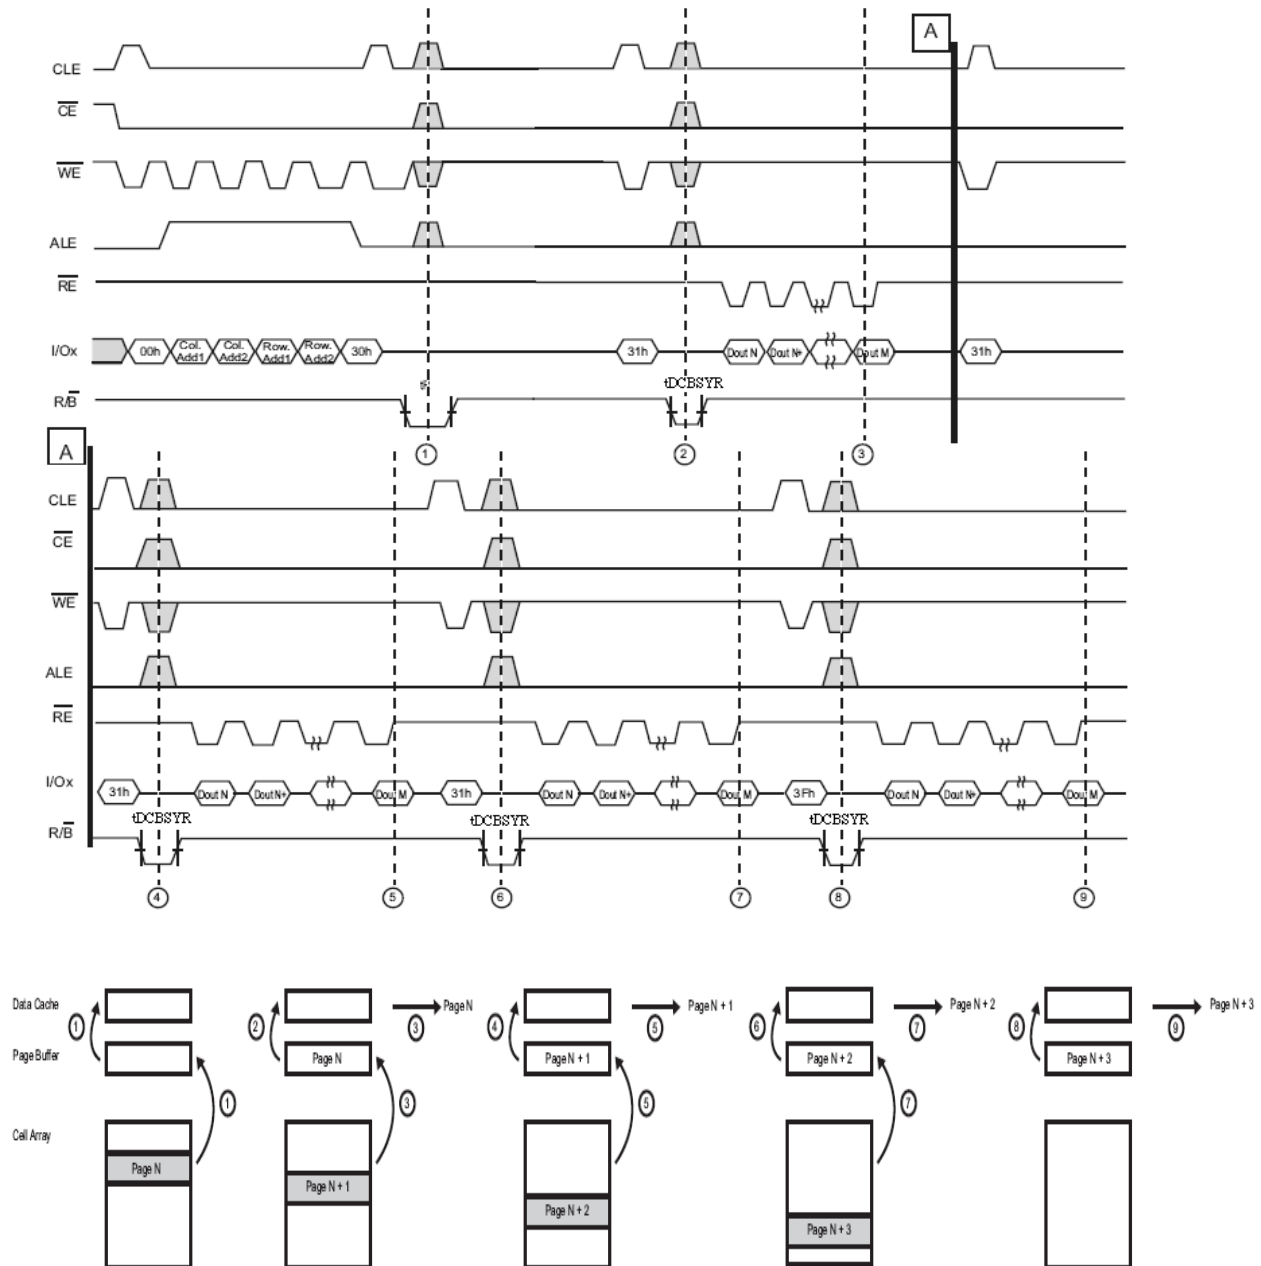 A
CLE
CE
WE
ALE
RE
I/Ox 00h Col. Add1 Col. Add2 Row. Add1 Row. Add2 30h 31h Dout N Dout N+ Dout M 31h
tDCBSYR
R/B
1 2 3
A
CLE
CE
WE
ALE
RE
I/Ox 31h Dout N Dout N+ Dout M 31h Dout N Dout N+ Dout M 3Fh Dout N Dout N+ Dout M
tDCBSYR tDCBSYR tDCBSYR
R/B
4 5 6 7 8 9
Data Cache Page N Page N + 1 Page N + 2 Page N + 3
1 2 3 4 5 6 7 8 9
Page Buffer Page N Page N + 1 Page N + 2 Page N + 3
1 3 5 7
Cell Array
Page N Page N + 1 Page N + 2 Page N + 3